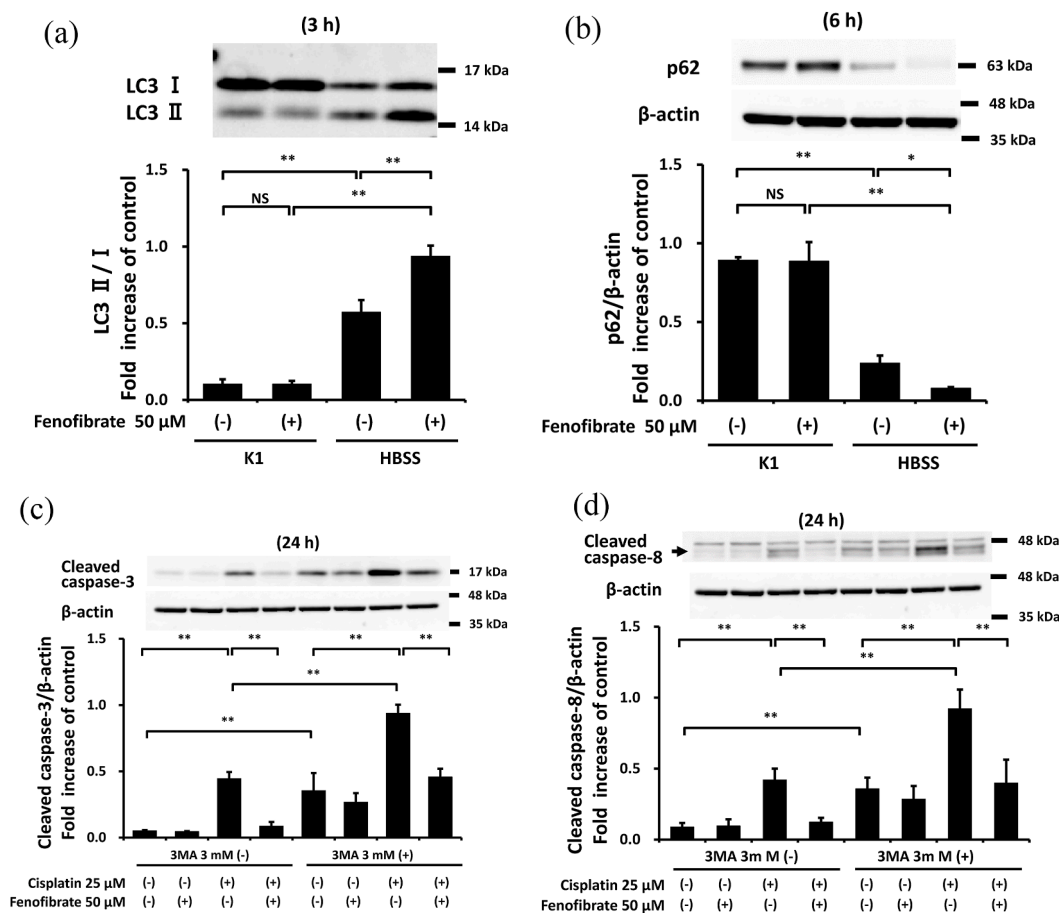 (a)
(3 h)
LC3 Ⅰ
LC3 Ⅱ
17 kDa
14 kDa
** **
NS **
1.5
1.0
0.5
0.0
LC3 Ⅱ / Ⅰ
Fold increase of control
Fenofibrate 50 μM (-) (+) (-) (+)
K1 HBSS
(b)
(6 h)
p62
63 kDa
β-actin
48 kDa
35 kDa
** *
NS **
1.5
1.0
0.5
0.0
p62/β-actin
Fold increase of control
Fenofibrate 50 μM (-) (+) (-) (+)
K1 HBSS
(c)
(24 h)
Cleaved
caspase-3
17 kDa
48 kDa
β-actin
35 kDa
** ** ** **
**
**
1.5
1.0
0.5
0.0
Cleaved caspase-3/β-actin
Fold increase of control
3MA 3 mM (-) 3MA 3 mM (+)
Cisplatin 25 μM (-) (-) (+) (+) (-) (-) (+) (+)
Fenofibrate 50 μM (-) (+) (-) (+) (-) (+) (-) (+)
(d)
(24 h)
Cleaved
caspase-8
48 kDa
48 kDa
β-actin
35 kDa
** ** ** **
**
**
1.5
1.0
0.5
0.0
Cleaved caspase-8/β-actin
Fold increase of control
3MA 3m M (-) 3MA 3m M (+)
Cisplatin 25 μM (-) (-) (+) (+) (-) (-) (+) (+)
Fenofibrate 50 μM (-) (+) (-) (+) (-) (+) (-) (+)